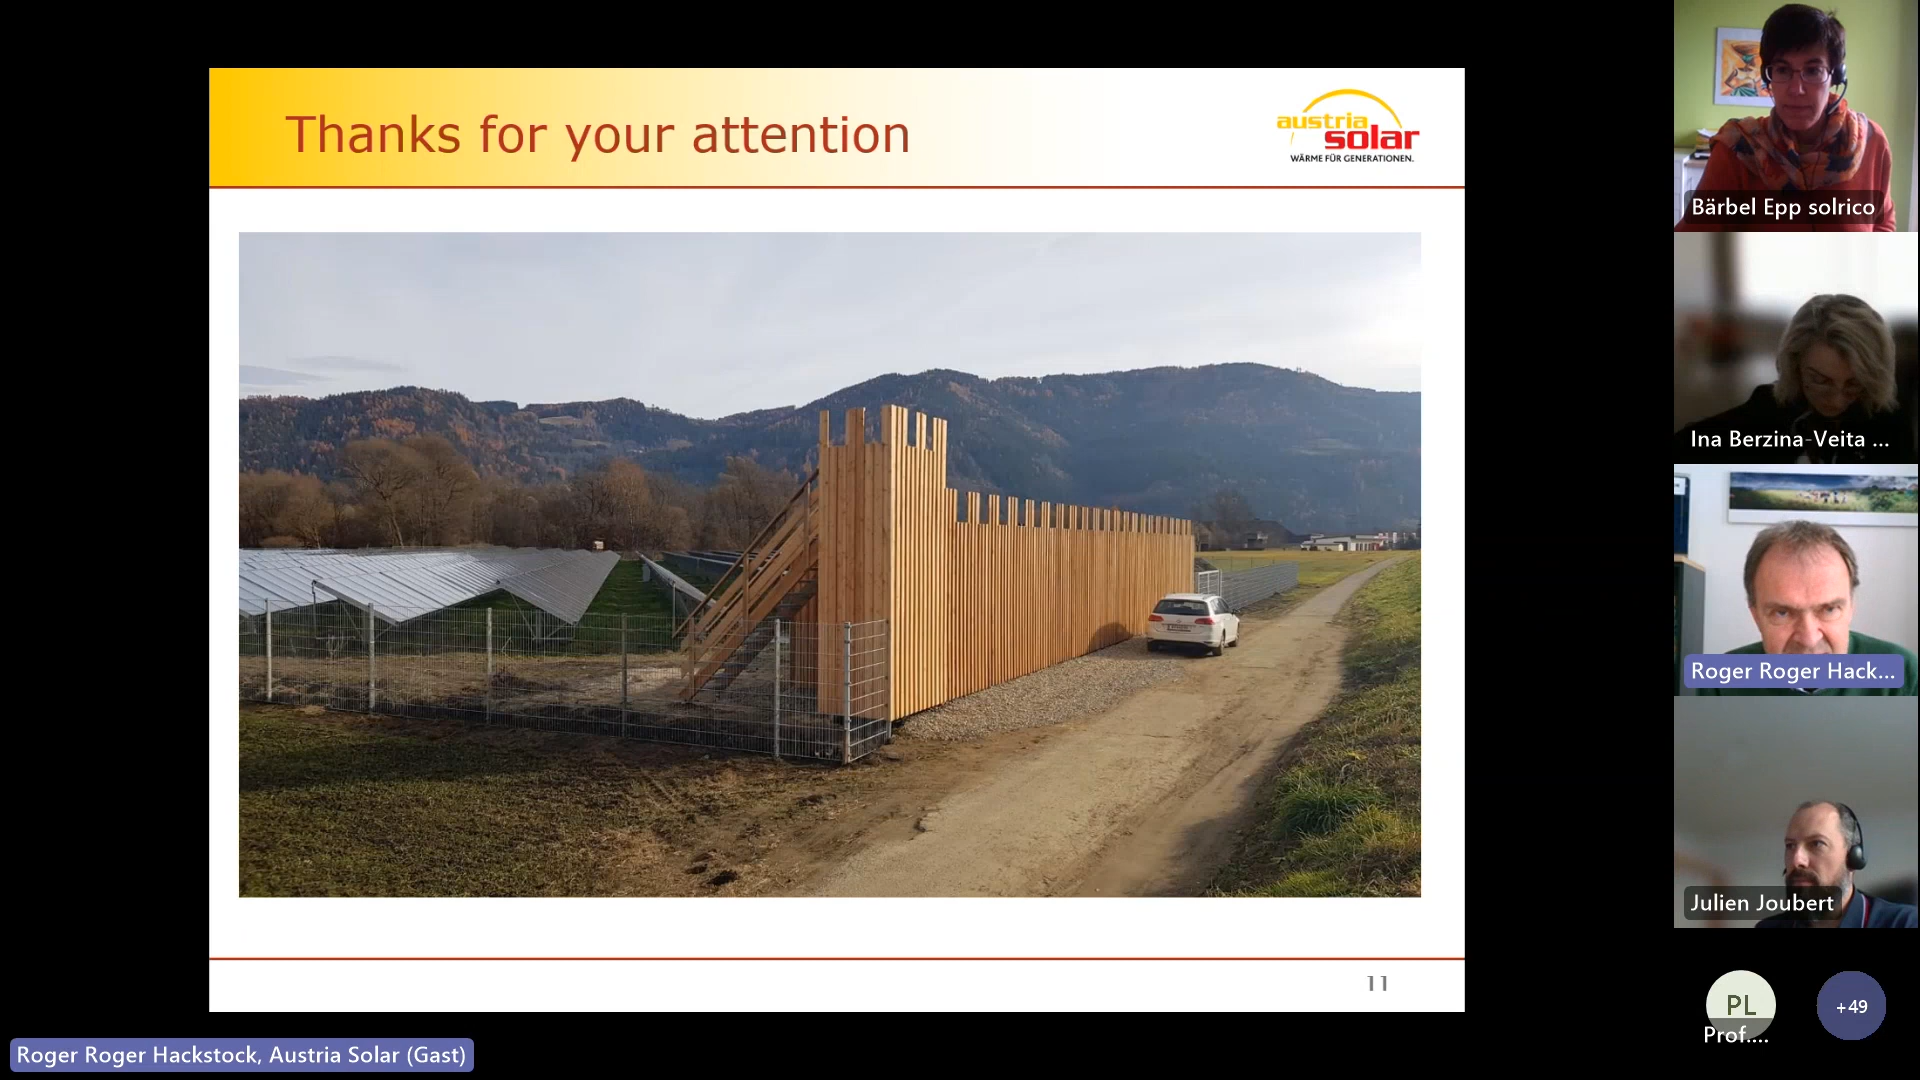 Thanks for your attention
austria
solar
WÄRME FÜR GENERATIONEN.
11
Roger Roger Hackstock, Austria Solar (Gast)
Bärbel Epp solrico
Ina Berzina-Veita ...
Roger Roger Hack...
Julien Joubert
PL
Prof....
+49